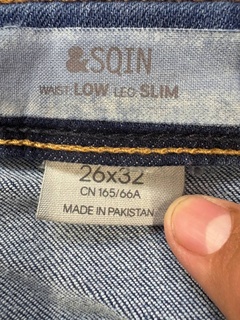 &SQIN
WAIST LOW LEG SLIM
26x32
CN 165/66A
MADE IN PAKISTAN